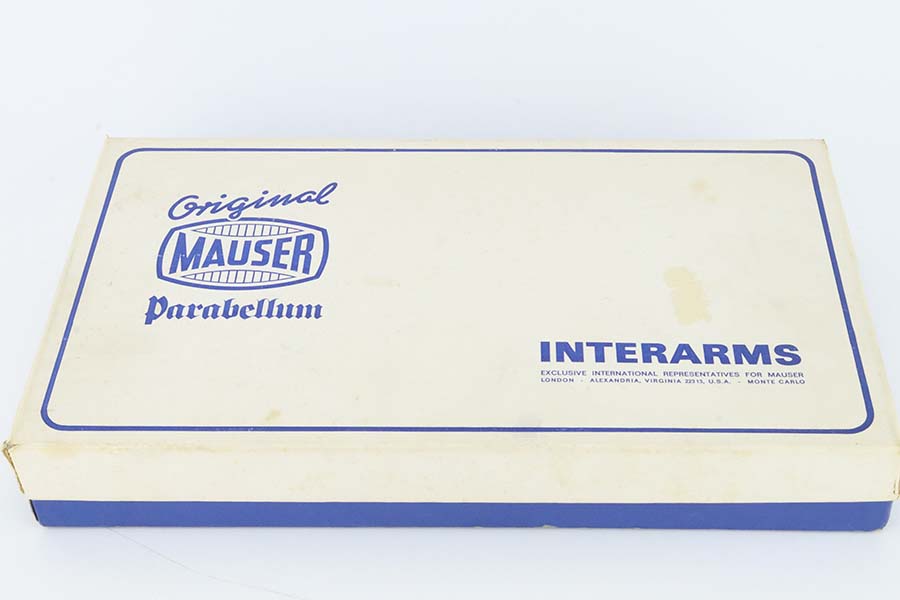 Original
MAUSER
Parabellum
INTERARMS
EXCLUSIVE INTERNATIONAL REPRESENTATIVES FOR MAUSER
LONDON - ALEXANDRIA, VIRGINIA 22313, U.S.A. - MONTE CARLO